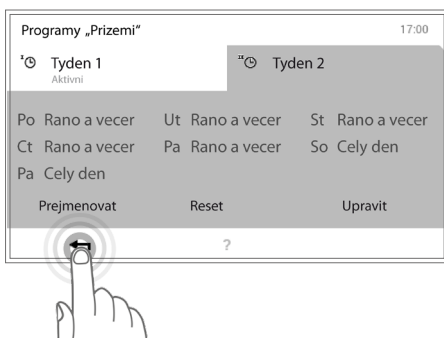 Programy „Prizemi“ 17:00
I Tyden 1 II Tyden 2
Aktivni
Po Rano a vecer Ut Rano a vecer St Rano a vecer
Ct Rano a vecer Pa Rano a vecer So Cely den
Pa Cely den
Prejmenovat Reset Upravit
?